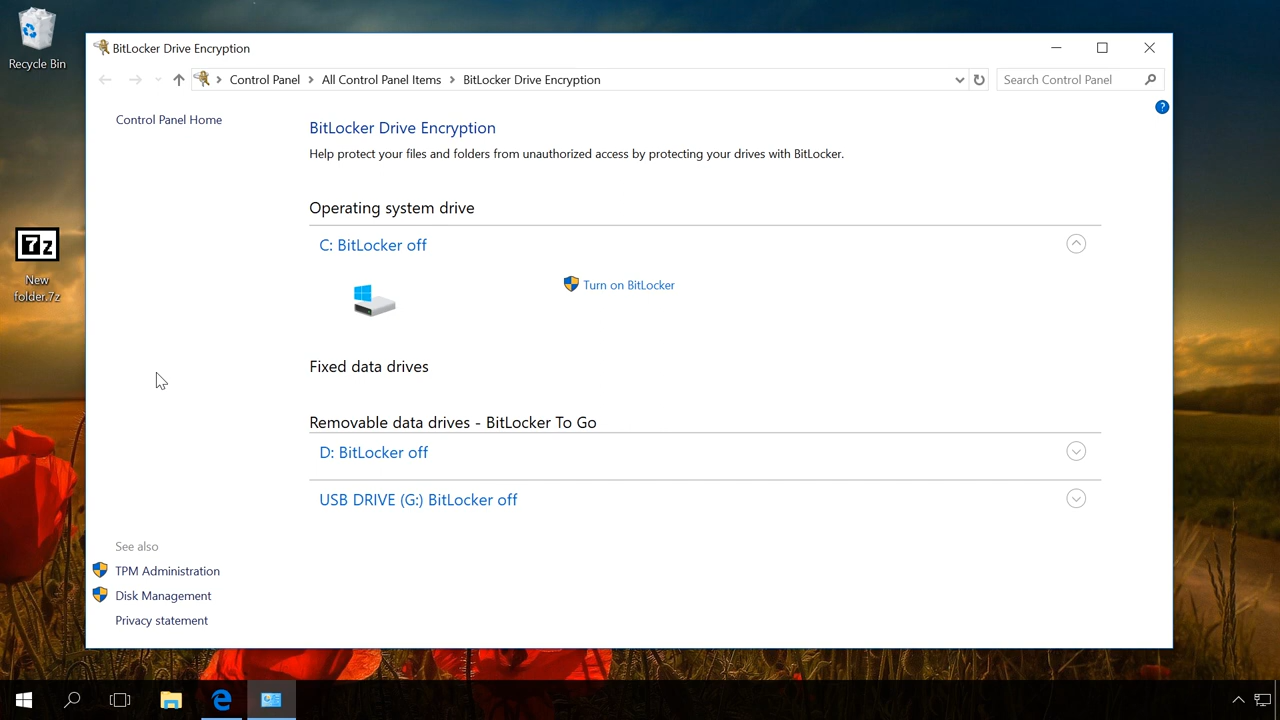 Recycle Bin
7z
New
folder.7z
BitLocker Drive Encryption
Control Panel
All Control Panel Items
BitLocker Drive Encryption
Search Control Panel
?
Control Panel Home
BitLocker Drive Encryption
Help protect your files and folders from unauthorized access by protecting your drives with BitLocker.
Operating system drive
C: BitLocker off
Turn on BitLocker
Fixed data drives
Removable data drives - BitLocker To Go
D: BitLocker off
USB DRIVE (G:) BitLocker off
See also
TPM Administration
Disk Management
Privacy statement